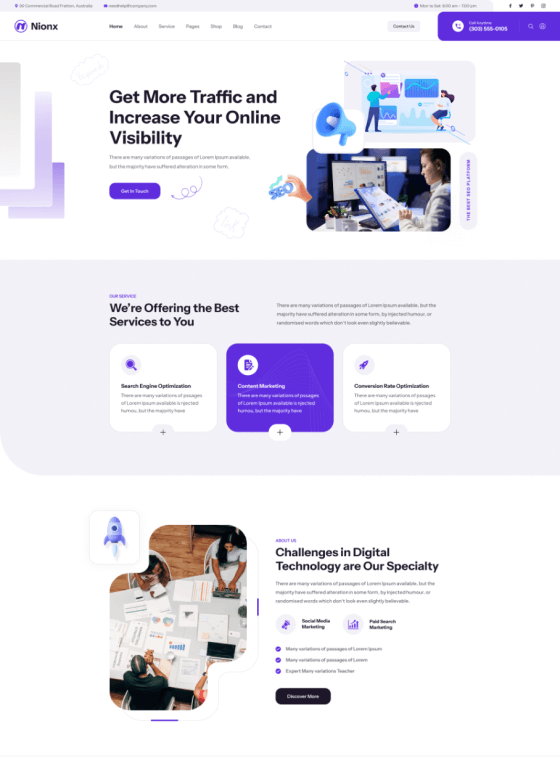 30 Commercial Road Fratton, Australia
needhelp@company.com
Mon to Sat: 8.00 am - 7.00 pm
Nionx
Home
About
Service
Pages
Shop
Blog
Contact
Contact Us
Call Anytime
(303) 555-0105
Get More Traffic and
Increase Your Online
Visibility
There are many variations of passages of Lorem Ipsum available,
but the majority have suffered alteration in some form.
Get In Touch
THE BEST SEO PLATFORM
OUR SERVICE
We're Offering the Best
Services to You
There are many variations of passages of Lorem Ipsum available, but the
majority have suffered alteration in some form, by injected humour, or
randomised words which don't look even slightly believable.
Search Engine Optimization
There are many variations of pssages
of Lorem Ipsum available is njected
humou, but the majority have
Content Marketing
There are many variations of pssages
of Lorem Ipsum available is njected
humou, but the majority have
Conversion Rate Optimization
There are many variations of pssages
of Lorem Ipsum available is njected
humou, but the majority have
ABOUT US
Challenges in Digital
Technology are Our Specialty
There are many variations of passages of Lorem Ipsum available, but the
majority have suffered alteration in some form, by injected humour, or
randomised words which don't look even slightly believable.
Social Media
Marketing
Paid Search
Marketing
Many variations of passages of Lorem Ipsum
Many variations of passages of Lorem
Expert Many variations Teacher
Discover More